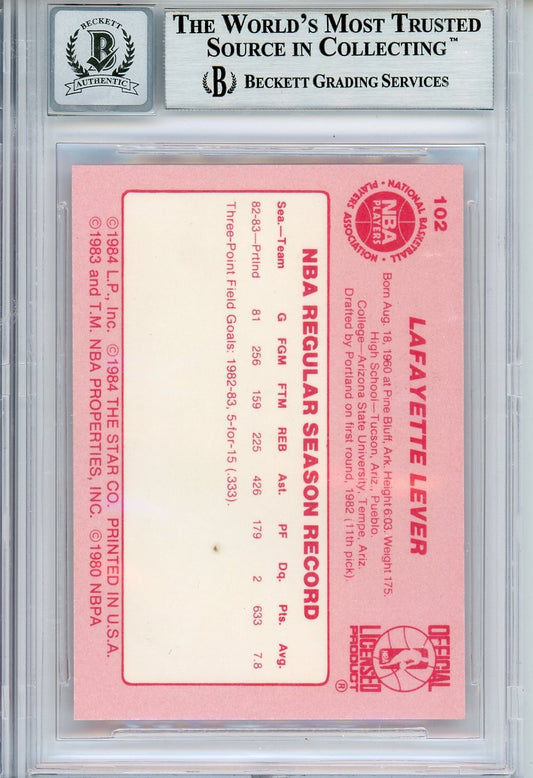 BECKETT
B
AUTHENTIC
THE WORLD'S MOST TRUSTED
SOURCE IN COLLECTING™
B BECKETT GRADING SERVICES
102
NATIONAL BASKETBALL
PLAYERS ASSOCIATION
NBA
PLAYERS
LAFAYETTE LEVER
Born Aug. 18, 1960 at Pine Bluff, Ark. Height 6:03. Weight 175.
High School—Tucson, Ariz., Pueblo.
College—Arizona State University, Tempe, Ariz.
Drafted by Portland on first round, 1982 (11th pick).
OFFICIAL
NBA
LICENSED
PRODUCT
®
NBA REGULAR SEASON RECORD
Sea.—Team G FGM FTM REB Ast. PF Dq. Pts. Avg.
82-83—Prtlnd 81 256 159 225 426 179 2 633 7.8
Three-Point Field Goals: 1982-83, 5-for-15 (.333).
©1984 L.P., Inc. ©1984 THE STAR CO. PRINTED IN U.S.A.
©1983 and T.M. NBA PROPERTIES, INC. ©1980 NBPA